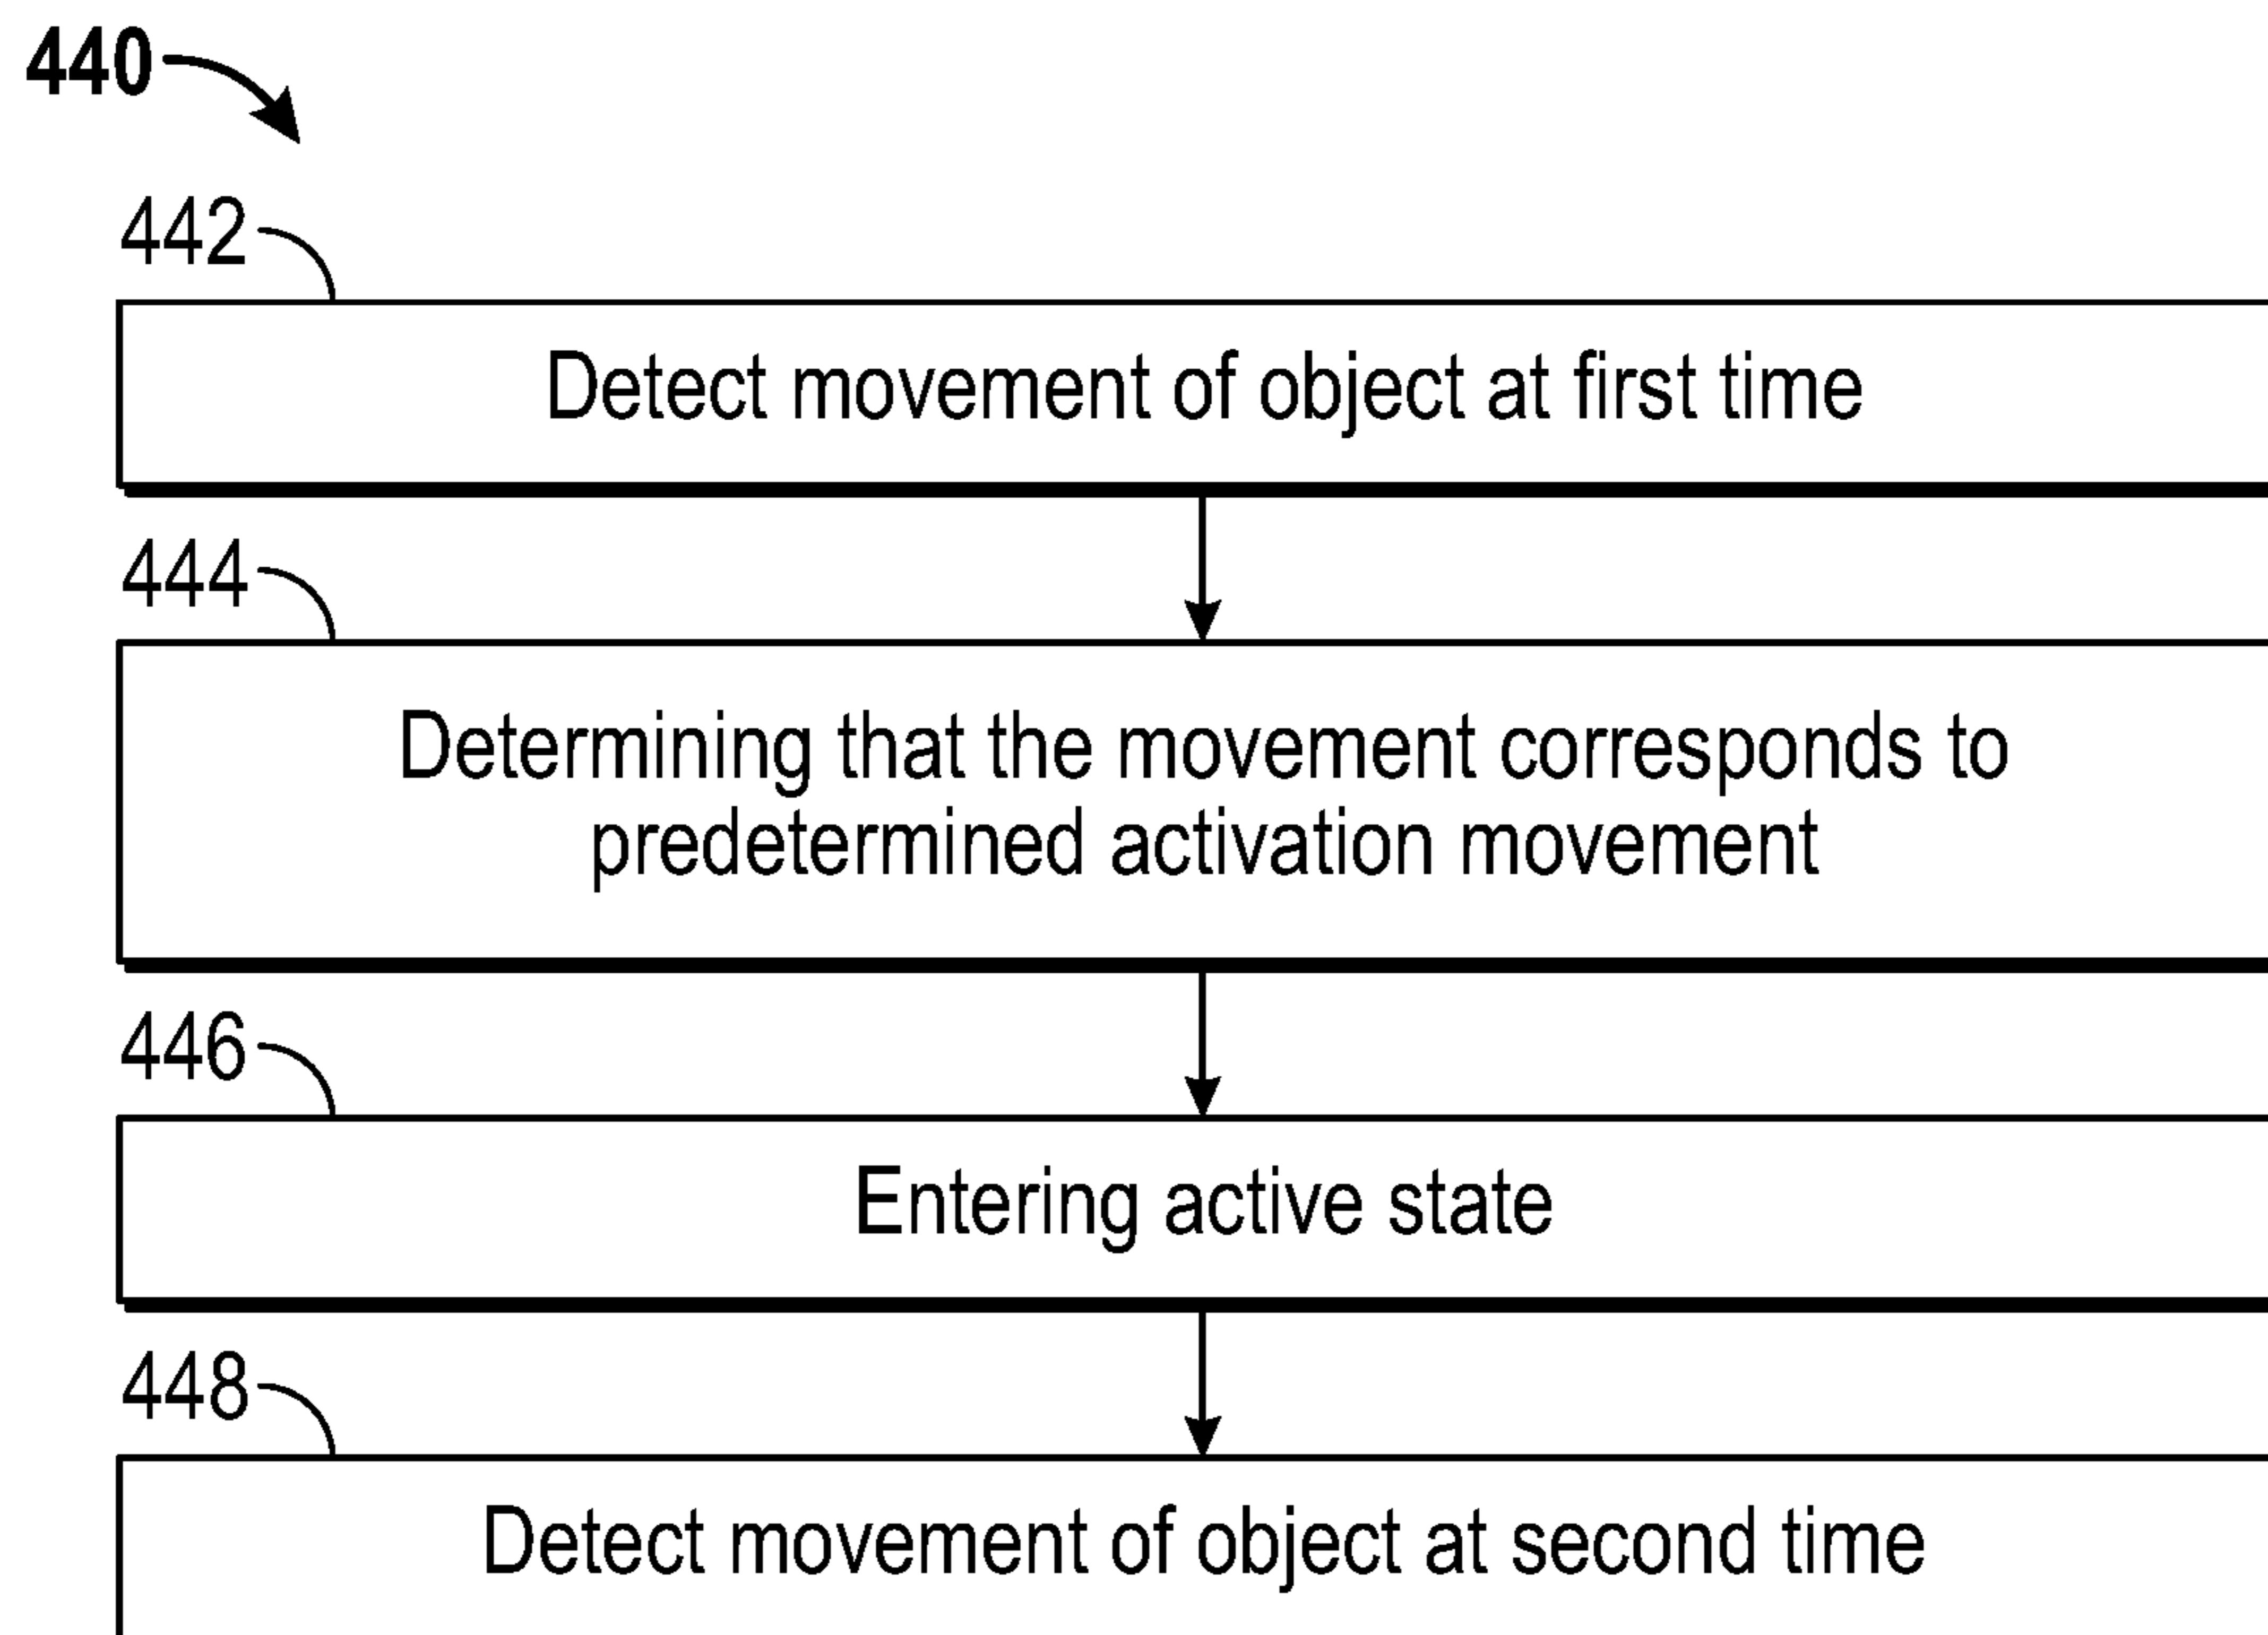 440
442
Detect movement of object at first time
444
Determining that the movement corresponds to
predetermined activation movement
446
Entering active state
448
Detect movement of object at second time